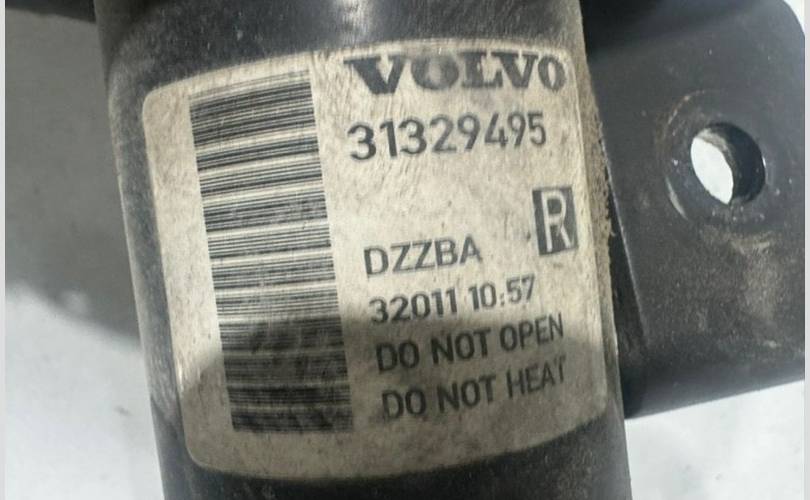 VOLVO
31329495
R
DZZBA
32011 10:57
DO NOT OPEN
DO NOT HEAT